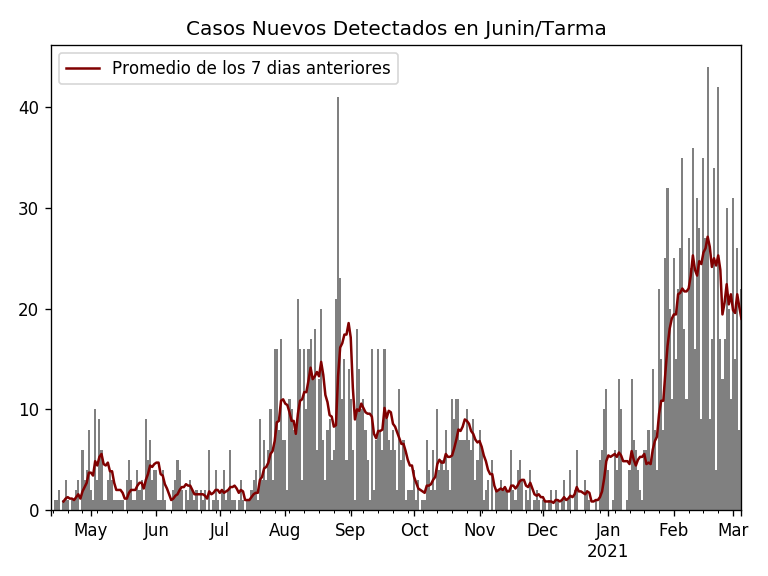 Casos Nuevos Detectados en Junin/Tarma
Promedio de los 7 dias anteriores
40
30
20
10
0
May Jun Jul Aug Sep Oct Nov Dec Jan Feb Mar
2021